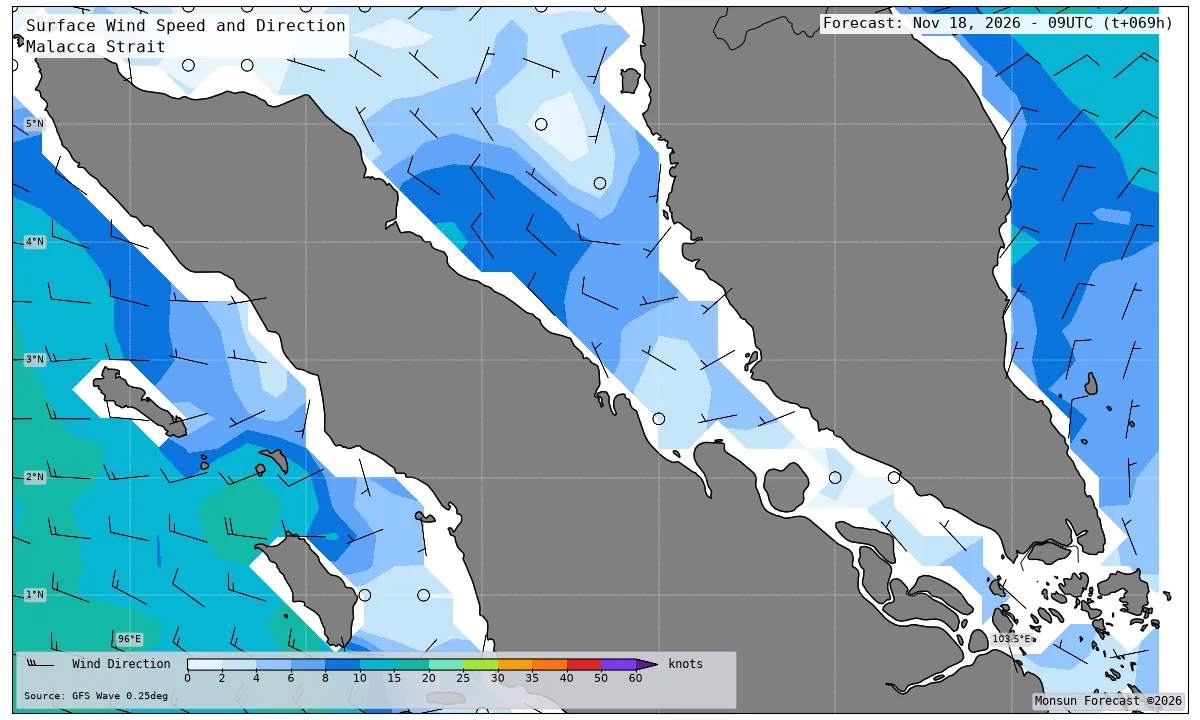 Surface Wind Speed and Direction
Malacca Strait
Forecast: Nov 18, 2026 - 09UTC (t+069h)
5°N
4°N
3°N
2°N
1°N
96°E
103.5°E
Wind Direction
knots
0 2 4 6 8 10 15 20 25 30 35 40 50 60
Source: GFS Wave 0.25deg
Monsun Forecast ©2026